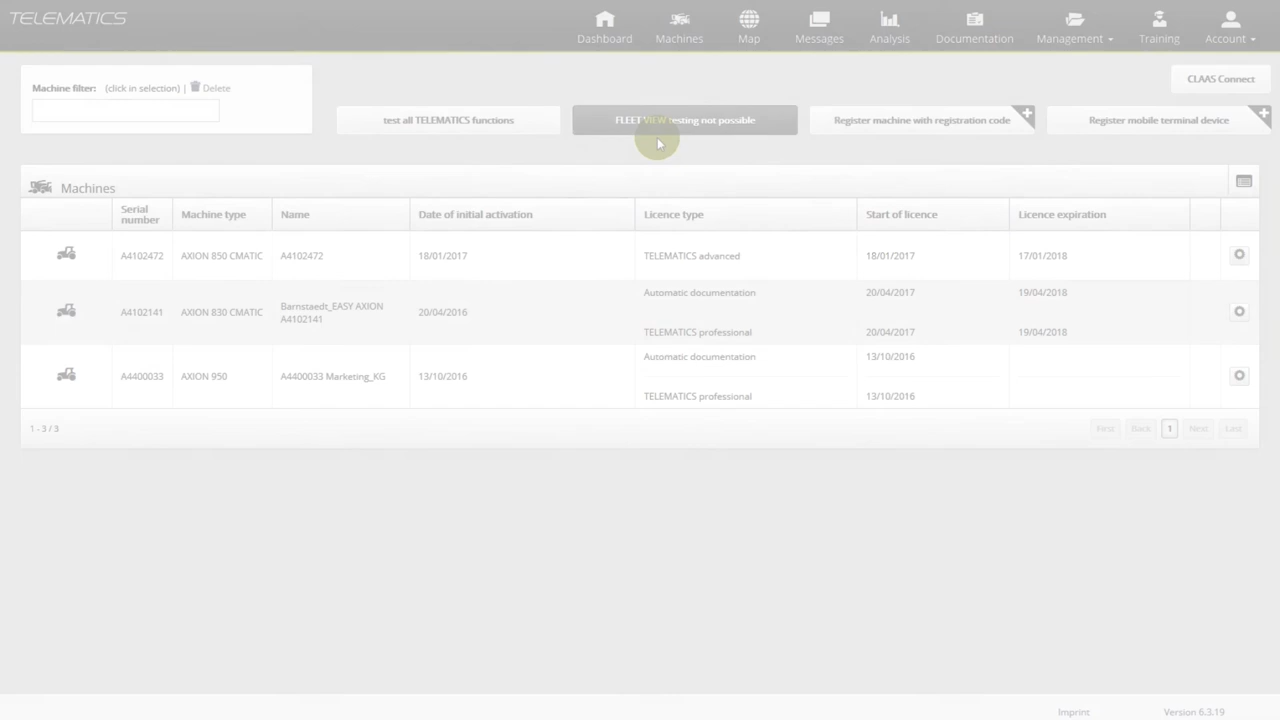 TELEMATICS
Dashboard
Machines
Map
Messages
Analysis
Documentation
Management
Training
Account
Machine filter: (click in selection) | Delete
CLAAS Connect
test all TELEMATICS functions
FLEET VIEW testing not possible
Register machine with registration code
Register mobile terminal device
Machines
Serial number
Machine type
Name
Date of initial activation
Licence type
Start of licence
Licence expiration
A4102472
AXION 850 CMATIC
A4102472
18/01/2017
TELEMATICS advanced
18/01/2017
17/01/2018
A4102141
AXION 830 CMATIC
Barnstaedt_EASY AXION
A4102141
20/04/2016
Automatic documentation
20/04/2017
19/04/2018
TELEMATICS professional
20/04/2017
19/04/2018
A4400033
AXION 950
A4400033 Marketing_KG
13/10/2016
Automatic documentation
13/10/2016
TELEMATICS professional
13/10/2016
1 - 3 / 3
First
Back
1
Next
Last
Imprint
Version 6.3.19